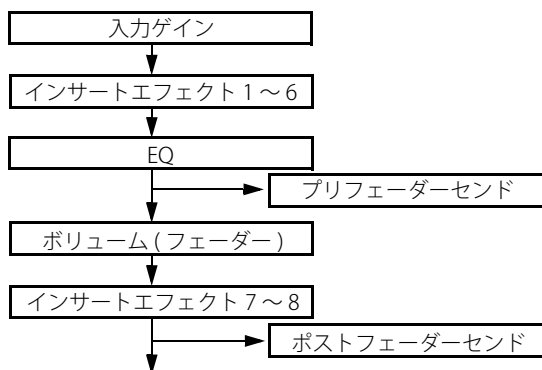 入力ゲイン
インサートエフェクト 1 ～ 6
EQ
プリフェーダーセンド
ボリューム ( フェーダー )
インサートエフェクト 7 ～ 8
ポストフェーダーセンド